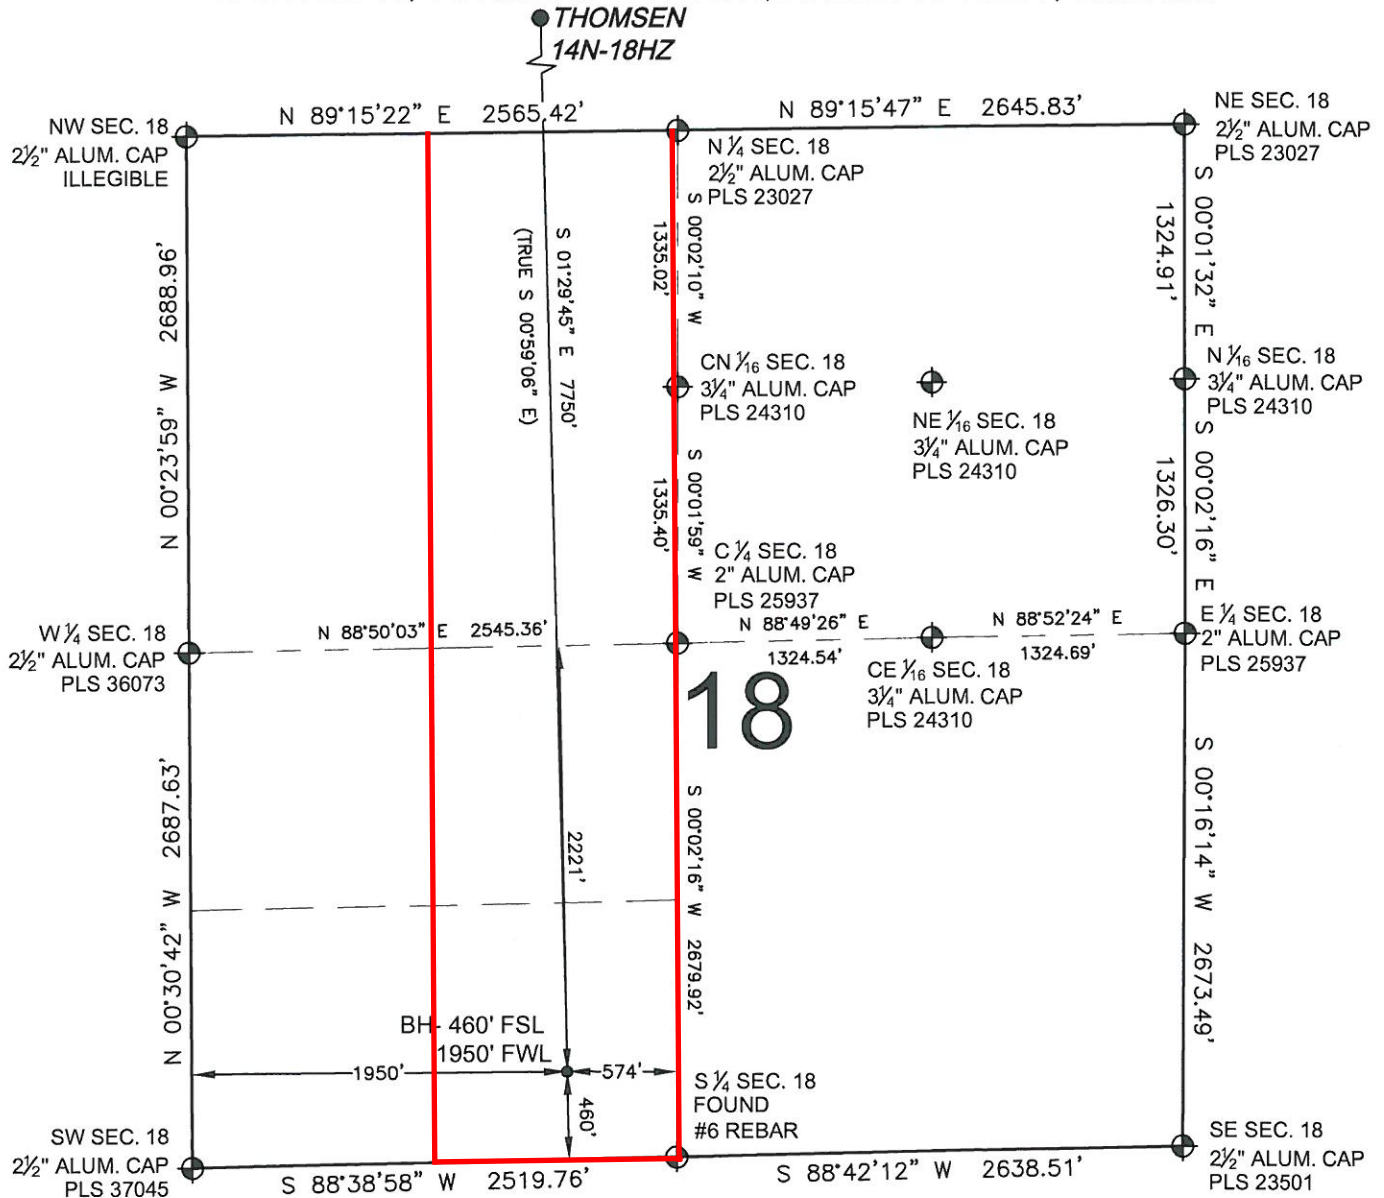 THOMSEN
14N-18HZ
N 89°15'22" E 2565.42'
N 89°15'47" E 2645.83'
NW SEC. 18
2½" ALUM. CAP
ILLEGIBLE
N ¼ SEC. 18
2½" ALUM. CAP
PLS 23027
NE SEC. 18
2½" ALUM. CAP
PLS 23027
N 00°23'59" W 2688.96'
S 01°29'45" E 7750'
(TRUE S 00°59'06" E)
S 00°02'10" W
1335.02'
S 00°01'32" E
1324.91'
CN 1/16 SEC. 18
3¼" ALUM. CAP
PLS 24310
NE 1/16 SEC. 18
3¼" ALUM. CAP
PLS 24310
N 1/16 SEC. 18
3¼" ALUM. CAP
PLS 24310
S 00°01'59" W
1335.40'
S 00°02'16" E
1326.30'
C ¼ SEC. 18
2" ALUM. CAP
PLS 25937
W ¼ SEC. 18
2½" ALUM. CAP
PLS 36073
N 88°50'03" E 2545.36'
N 88°49'26" E
1324.54'
N 88°52'24" E
1324.69'
CE 1/16 SEC. 18
3¼" ALUM. CAP
PLS 24310
E ¼ SEC. 18
2" ALUM. CAP
PLS 25937
18
N 00°30'42" W 2687.63'
2221'
S 00°02'16" W 2679.92'
S 00°16'14" W 2673.49'
BH- 460' FSL
1950' FWL
1950'
574'
460'
S ¼ SEC. 18
FOUND
#6 REBAR
SW SEC. 18
2½" ALUM. CAP
PLS 37045
S 88°38'58" W 2519.76'
S 88°42'12" W 2638.51'
SE SEC. 18
2½" ALUM. CAP
PLS 23501